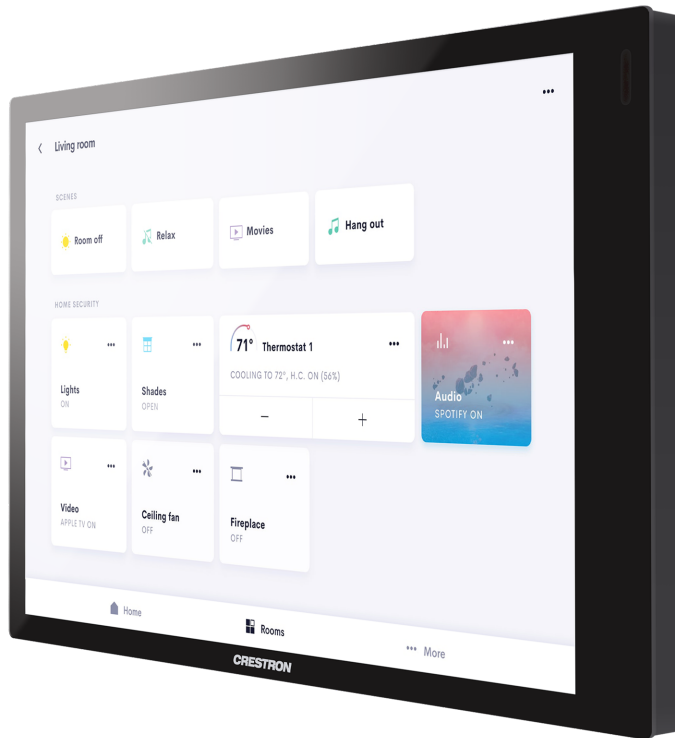 Living room
SCENES
Room off
Relax
Movies
Hang out
HOME SECURITY
Lights
ON
Shades
OPEN
71° Thermostat 1
COOLING TO 72°, H.C. ON (56%)
Audio
SPOTIFY ON
Video
APPLE TV ON
Ceiling fan
OFF
Fireplace
OFF
Home
Rooms
More
CRESTRON